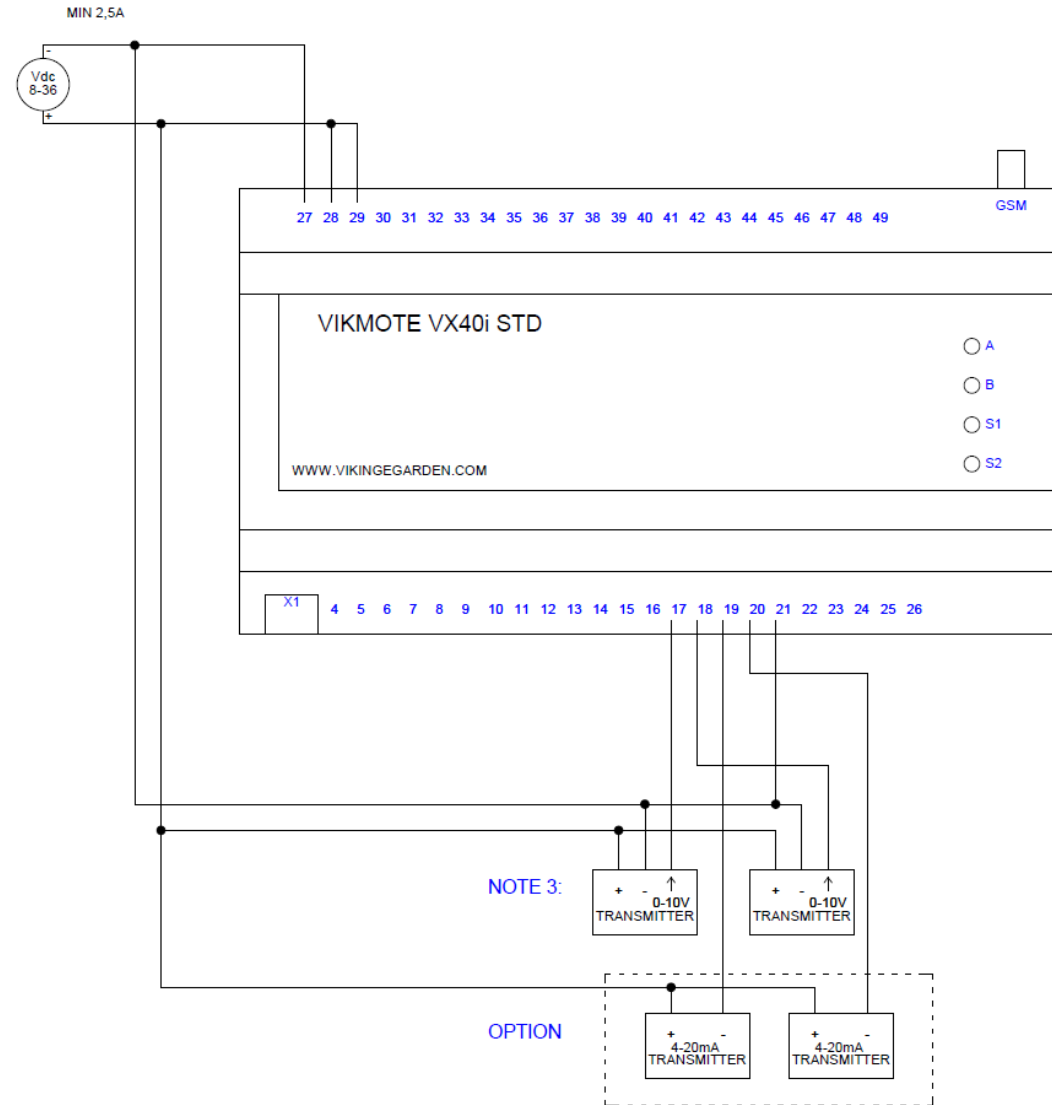 MIN 2,5A
-
Vdc
8-36
+
GSM
27 28 29 30 31 32 33 34 35 36 37 38 39 40 41 42 43 44 45 46 47 48 49
VIKMOTE VX40i STD
A
B
S1
S2
WWW.VIKINGEGARDEN.COM
X1 4 5 6 7 8 9 10 11 12 13 14 15 16 17 18 19 20 21 22 23 24 25 26
NOTE 3:
+ -
0-10V
TRANSMITTER
+ -
0-10V
TRANSMITTER
OPTION
+ -
4-20mA
TRANSMITTER
+ -
4-20mA
TRANSMITTER